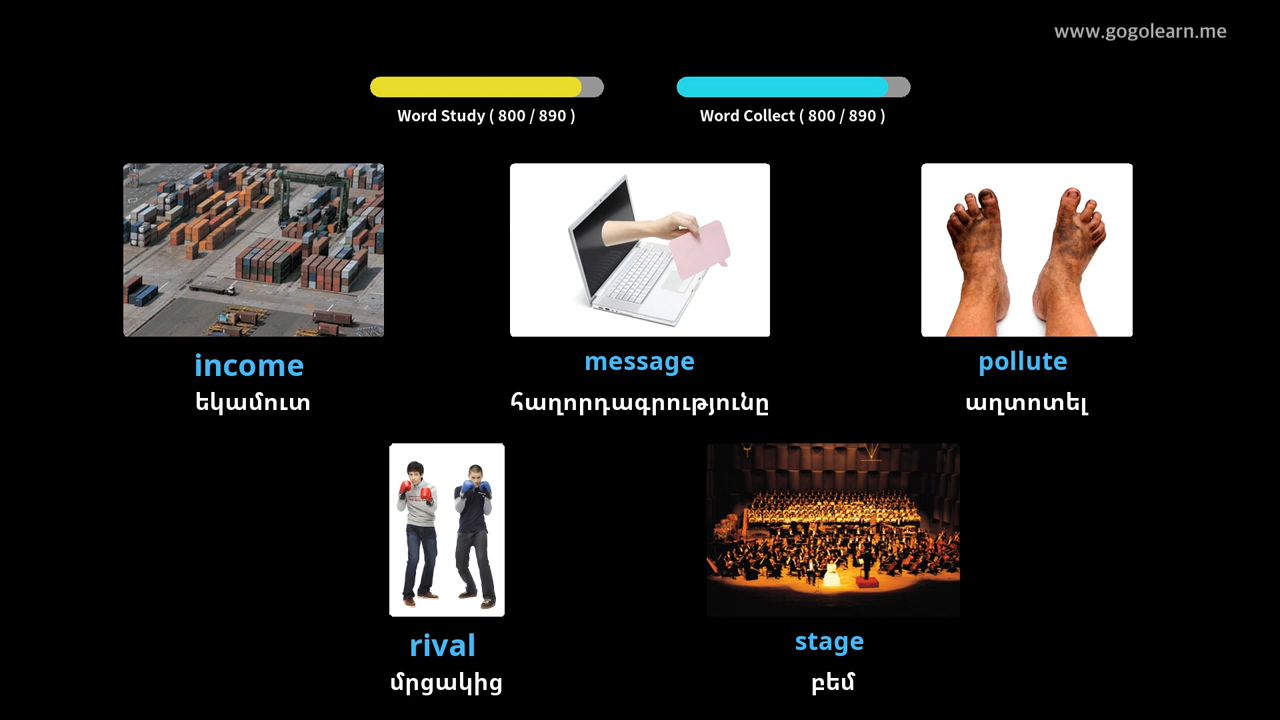 www.gogolearn.me
Word Study ( 800 / 890 )
Word Collect ( 800 / 890 )
income
եկամուտ
message
հաղորդագրությունը
pollute
աղտոտել
rival
մրցակից
stage
բեմ